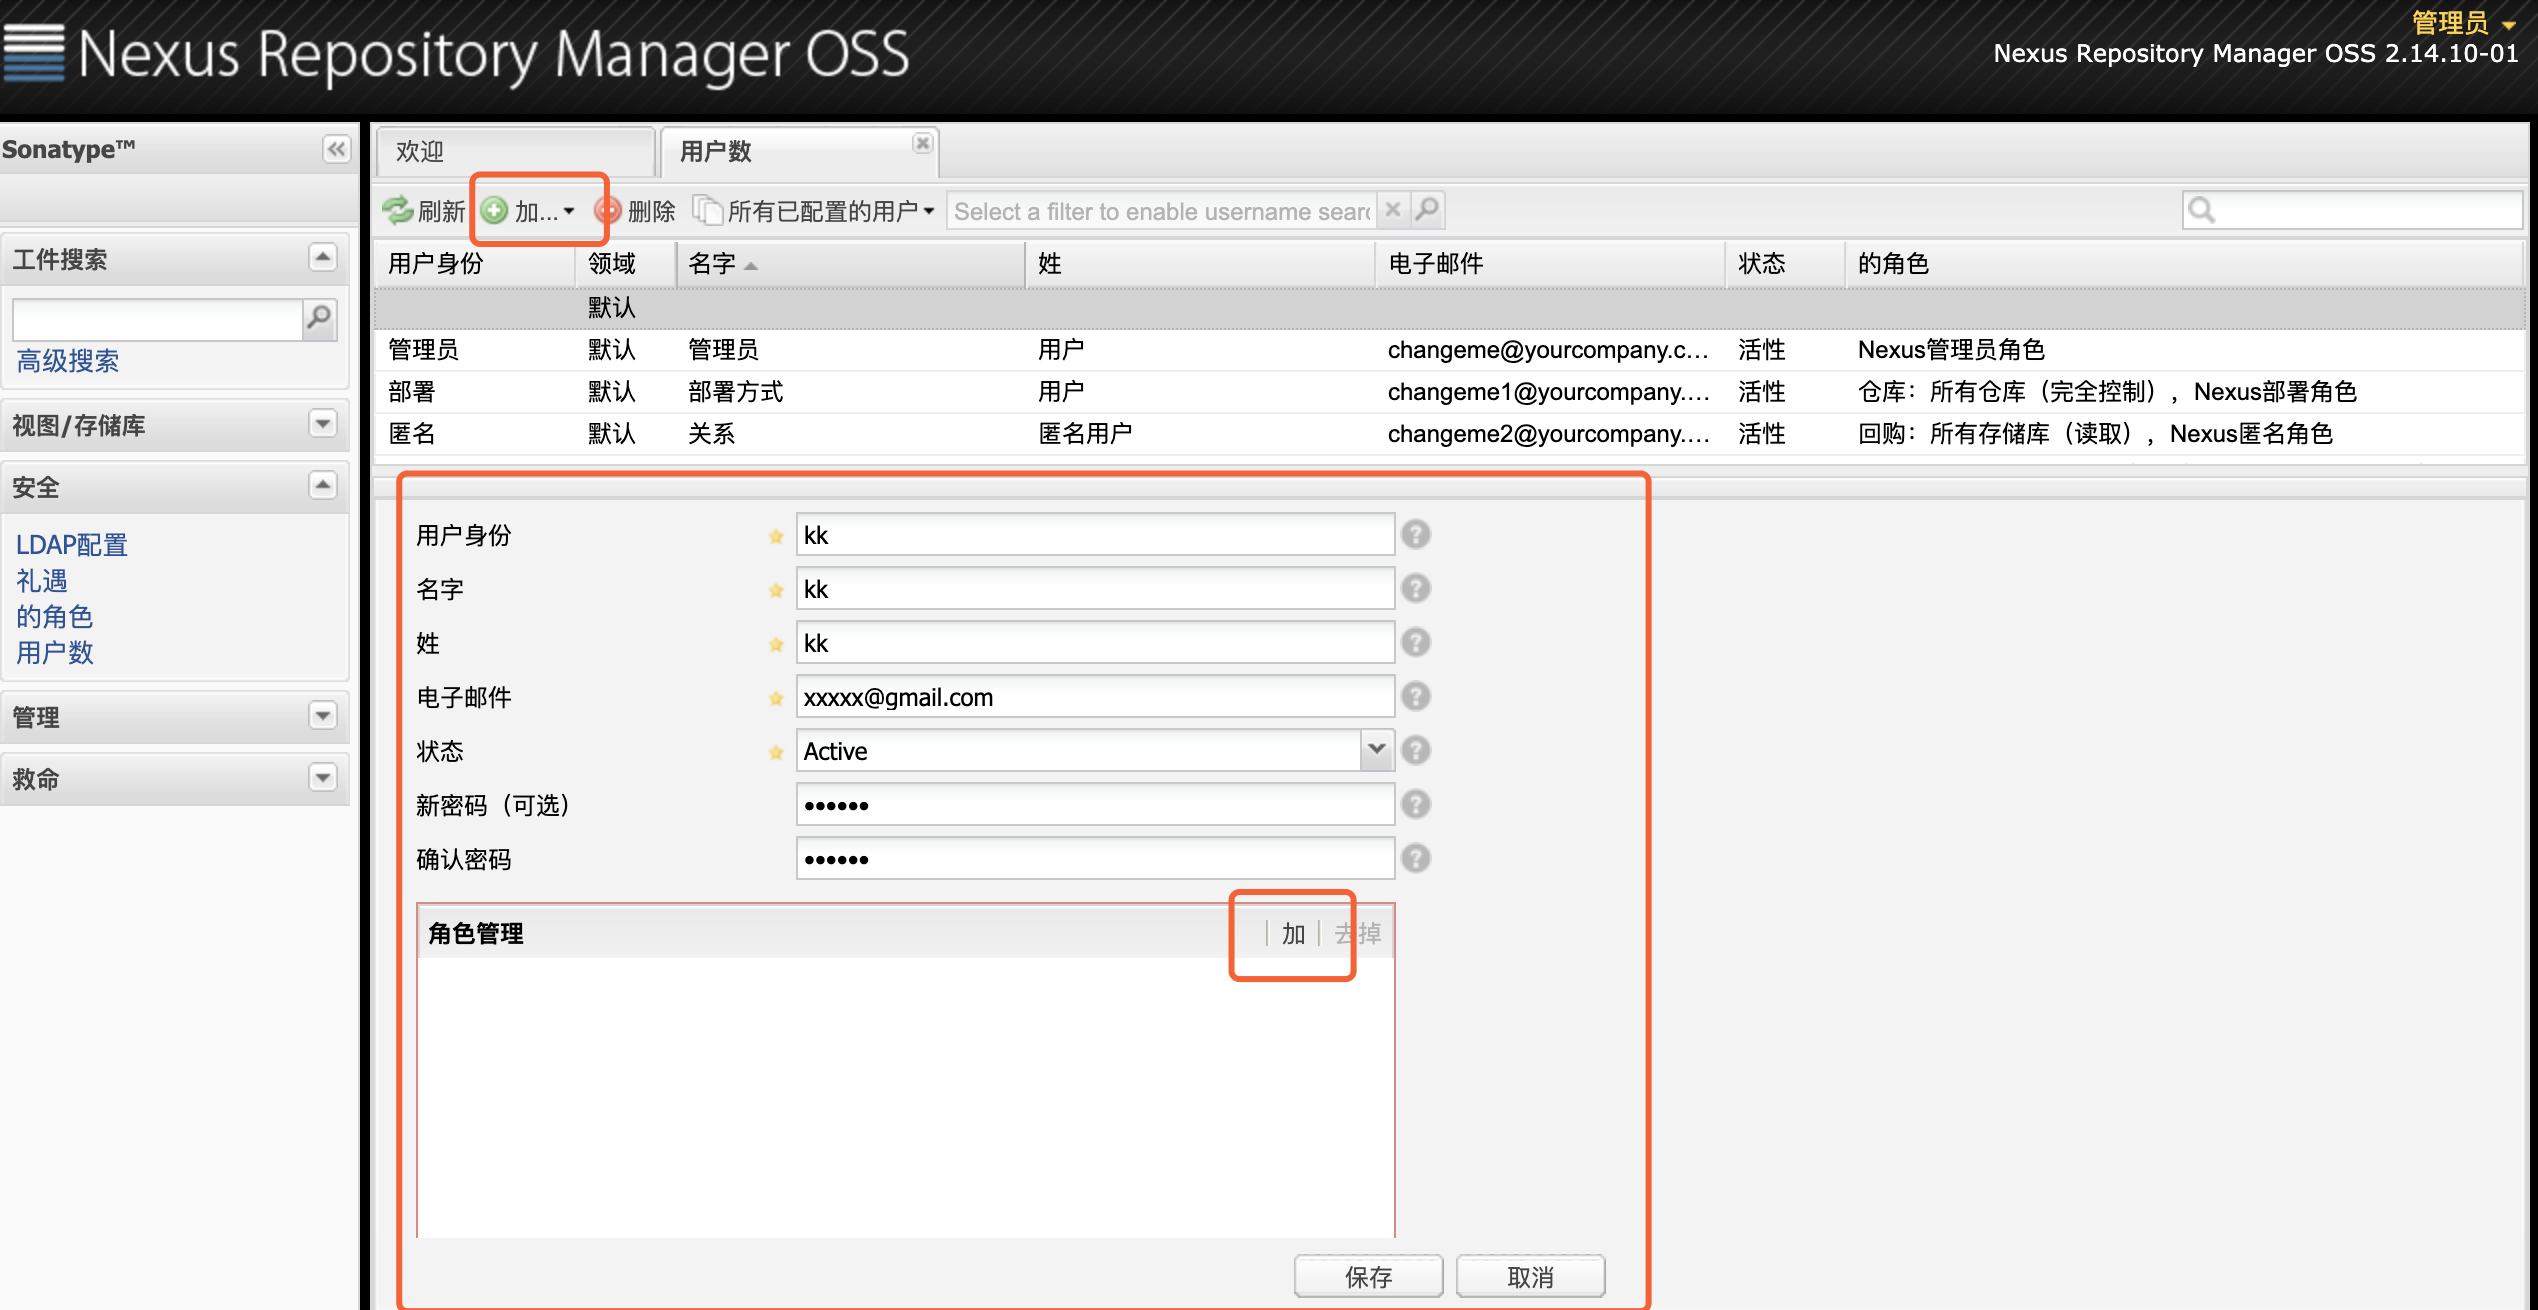 Nexus Repository Manager OSS
管理员
Nexus Repository Manager OSS 2.14.10-01
Sonatype™
工件搜索
高级搜索
视图/存储库
安全
LDAP配置
礼遇
的角色
用户数
管理
救命
欢迎 用户数
刷新 加... 删除 所有已配置的用户 Select a filter to enable username sear
用户身份 领域 名字 姓 电子邮件 状态 的角色
默认
管理员 默认 管理员 用户 changeme@yourcompany.c... 活性 Nexus管理员角色
部署 默认 部署方式 用户 changeme1@yourcompany.... 活性 仓库：所有仓库（完全控制），Nexus部署角色
匿名 默认 关系 匿名用户 changeme2@yourcompany.... 活性 回购：所有存储库（读取），Nexus匿名角色
用户身份 kk
名字 kk
姓 kk
电子邮件 xxxxx@gmail.com
状态 Active
新密码（可选） ••••••
确认密码 ••••••
角色管理 加 去掉
保存 取消